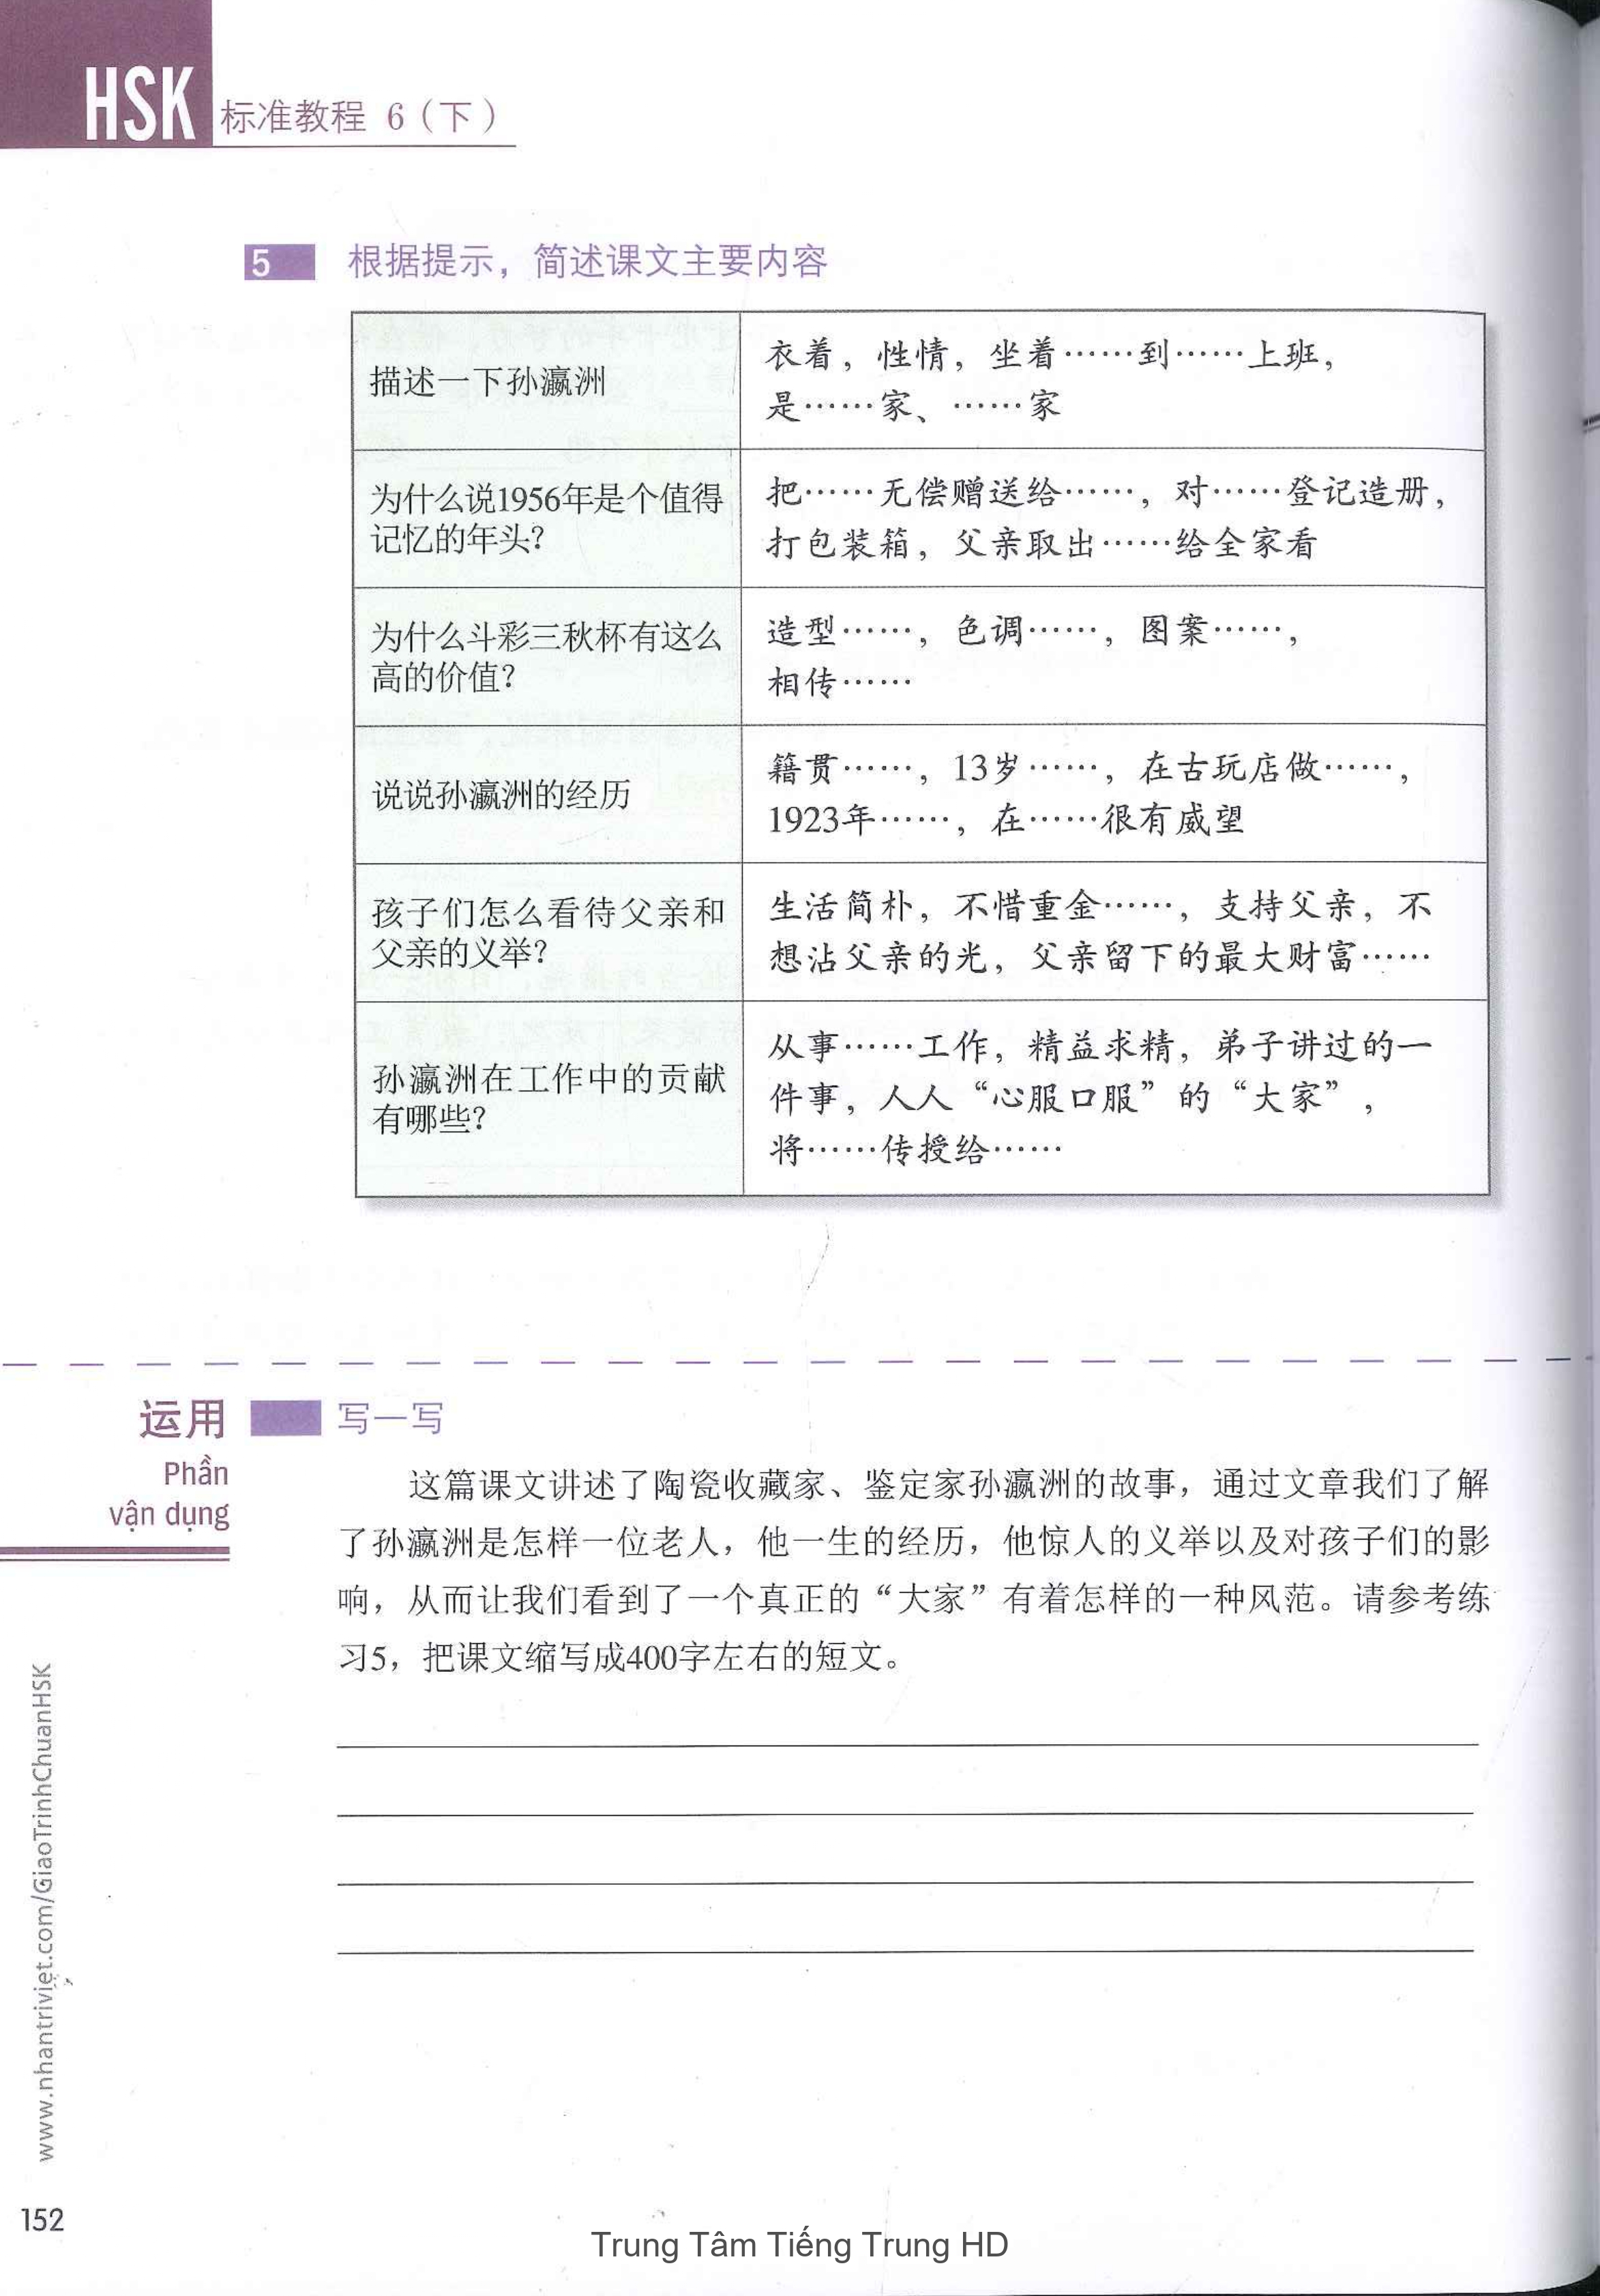 HSK 标准教程 6（下）
5 根据提示，简述课文主要内容
描述一下孙瀛洲
衣着，性情，坐着……到……上班，
是……家、……家
为什么说1956年是个值得
记忆的年头？
把……无偿赠送给……，对……登记造册，
打包装箱，父亲取出……给全家看
为什么斗彩三秋杯有这么
高的价值？
造型……，色调……，图案……，
相传……
说说孙瀛洲的经历
籍贯……，13岁……，在古玩店做……，
1923年……，在……很有威望
孩子们怎么看待父亲和
父亲的义举？
生活简朴，不惜重金……，支持父亲，不
想沾父亲的光，父亲留下的最大财富……
孙瀛洲在工作中的贡献
有哪些？
从事……工作，精益求精，弟子讲过的一
件事，人人“心服口服”的“大家”，
将……传授给……
运用
Phần
vận dụng
写一写
这篇课文讲述了陶瓷收藏家、鉴定家孙瀛洲的故事，通过文章我们了解
了孙瀛洲是怎样一位老人，他一生的经历，他惊人的义举以及对孩子们的影
响，从而让我们看到了一个真正的“大家”有着怎样的一种风范。请参考练
习5，把课文缩写成400字左右的短文。
www.nhantriviet.com/GiaoTrinhChuanHSK
152
Trung Tâm Tiếng Trung HD